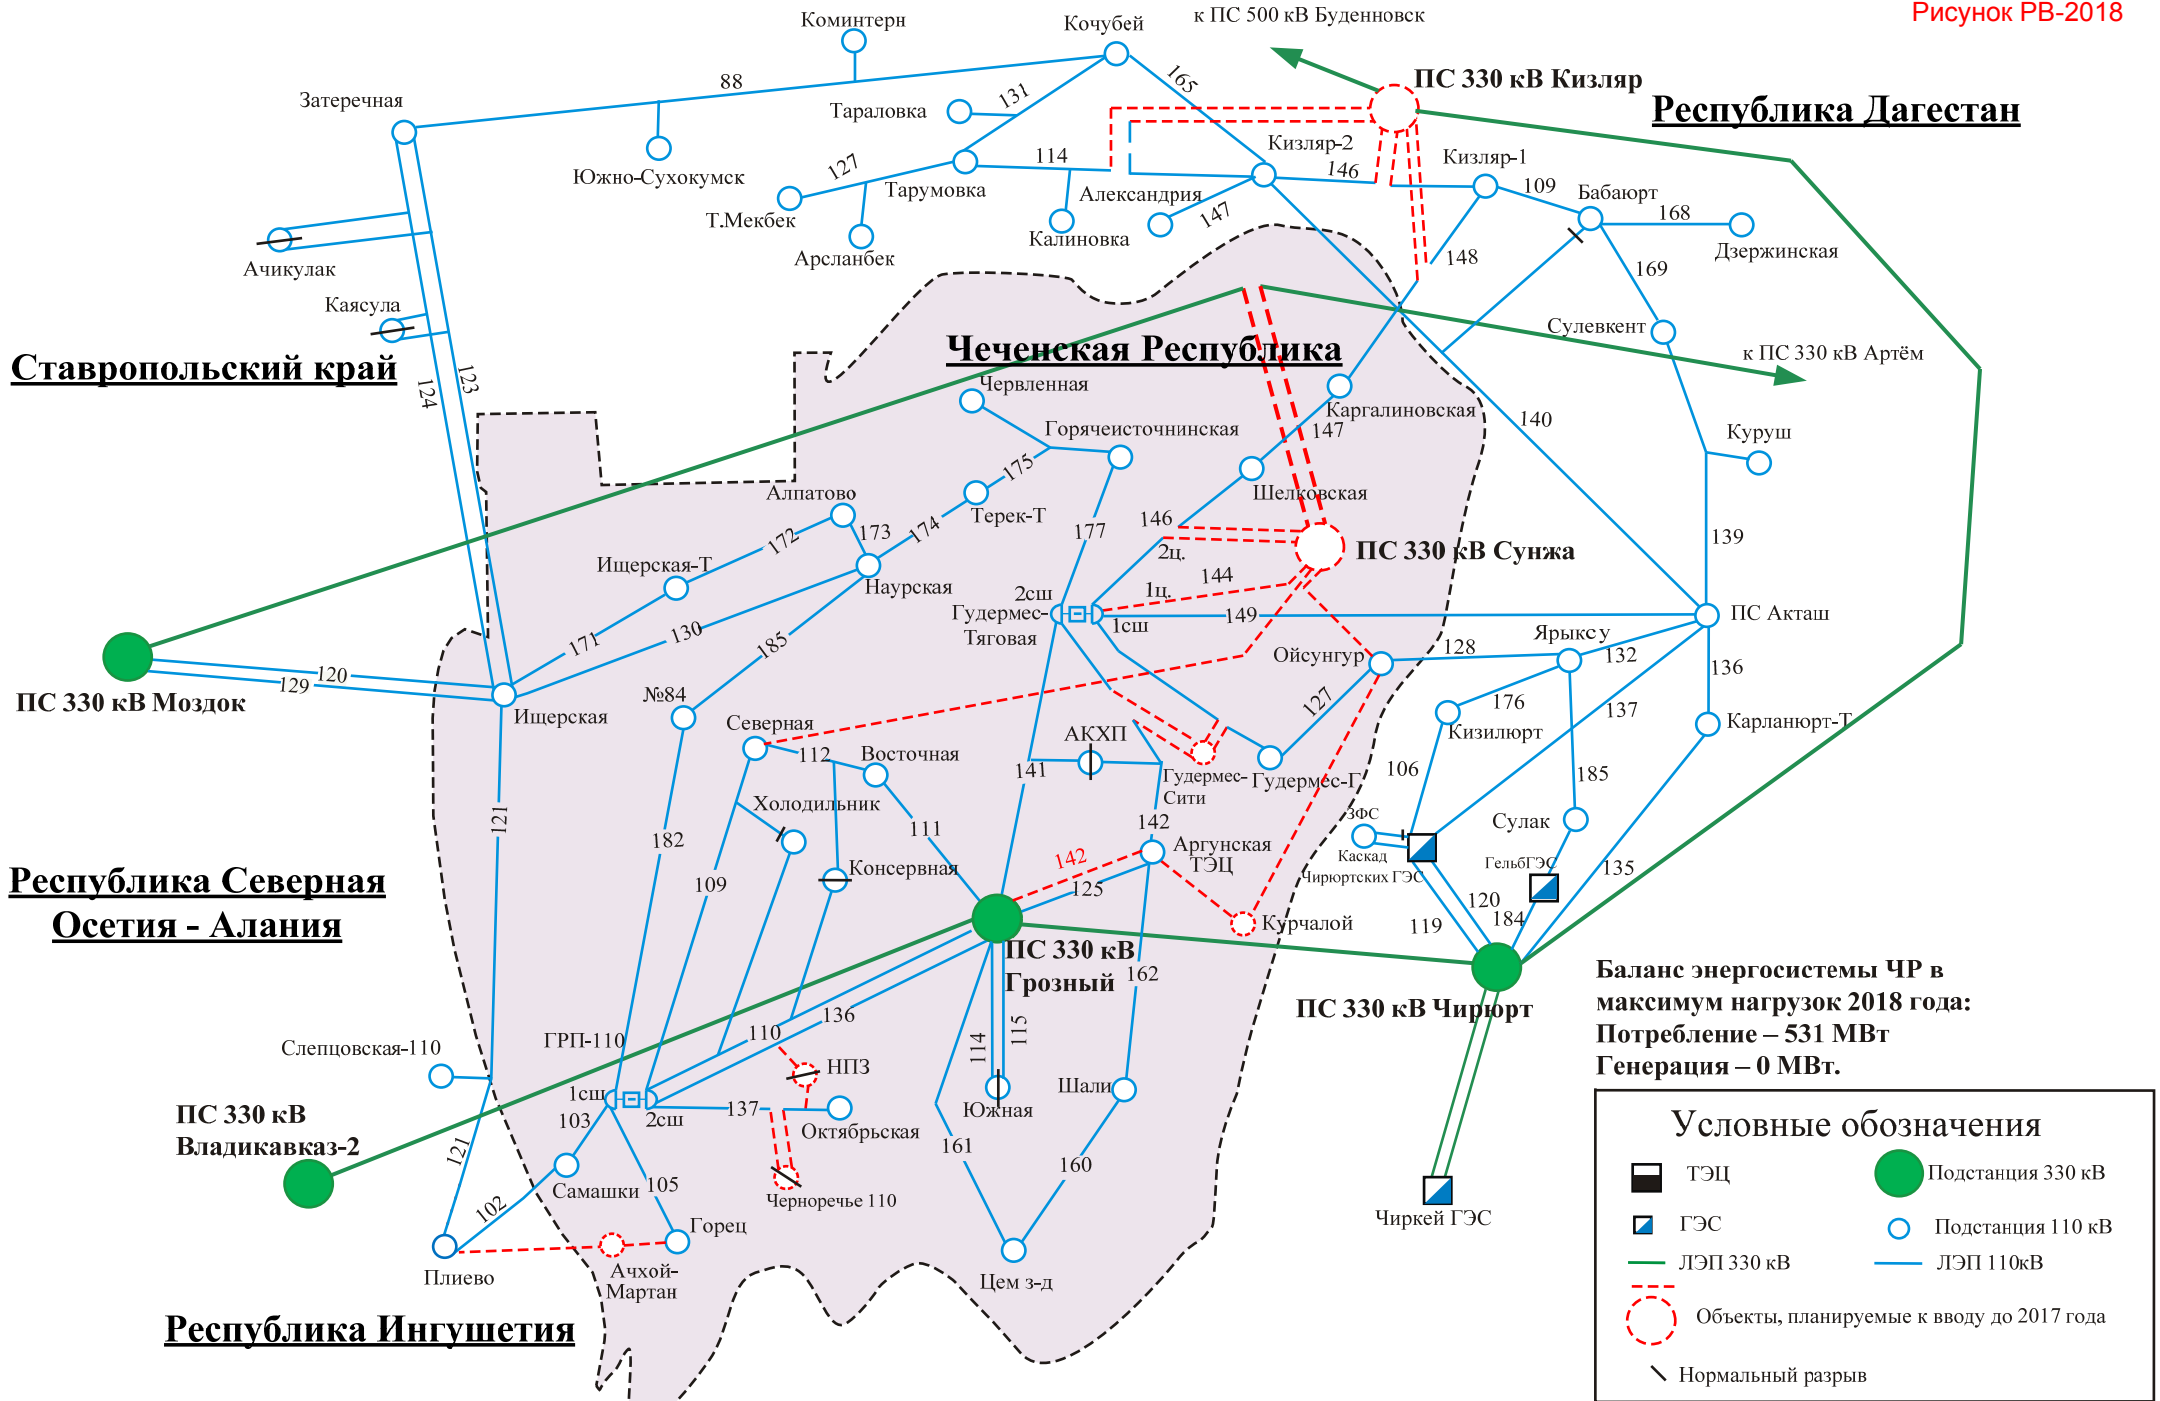 Рисунок РВ-2018
к ПС 500 кВ Буденновск
Коминтерн
Кочубей
ПС 330 кВ Кизляр
Республика Дагестан
88
165
131
Затеречная
Тараловка
Южно-Сухокумск
127
Тарумовка
114
Кизляр-2
146
Кизляр-1
109
Бабаюрт
168
Т.Мекбек
Александрия
147
Арсланбек
Калиновка
148
Дзержинская
169
Ачикулак
Каясула
Сулевкент
Чеченская Республика
к ПС 330 кВ Артём
Ставропольский край
124
123
Червленная
Каргалиновская
147
140
Горячеисточнинская
Куруш
175
Шелковская
Алпатово
Терек-Т
173
174
172
177
146
2ц.
139
ПС 330 кВ Сунжа
Ищерская-Т
Наурская
144
1ц.
2сш
Гудермес-
Тяговая
1сш
149
ПС Акташ
171
130
185
Ойсунгур
128
Ярыксу
132
136
120
129
ПС 330 кВ Моздок
Ищерская
№84
Северная
127
176
137
Карланюрт-Т
Кизилюрт
112
Восточная
АКХП
141
Гудермес-
Сити
Гудермес-Г
106
185
121
Холодильник
111
142
ЗФС
Сулак
182
Каскад
Чирюртских ГЭС
ГельбГЭС
135
Аргунская
ТЭЦ
142
125
Консервная
109
120
184
119
Республика Северная
Осетия - Алания
Курчалой
ПС 330 кВ
Грозный
162
Баланс энергосистемы ЧР в
максимум нагрузок 2018 года:
Потребление – 531 МВт
Генерация – 0 МВт.
ПС 330 кВ Чирюрт
136
110
114
115
ГРП-110
Слепцовская-110
НПЗ
1сш
2сш
103
137
Октябрьская
Южная
Шали
ПС 330 кВ
Владикавказ-2
121
161
160
105
102
Самашки
Черноречье 110
Горец
Чиркей ГЭС
Плиево
Ачхой-
Мартан
Цем з-д
Республика Ингушетия
Условные обозначения
ТЭЦ
Подстанция 330 кВ
ГЭС
Подстанция 110 кВ
ЛЭП 330 кВ
ЛЭП 110кВ
Объекты, планируемые к вводу до 2017 года
Нормальный разрыв